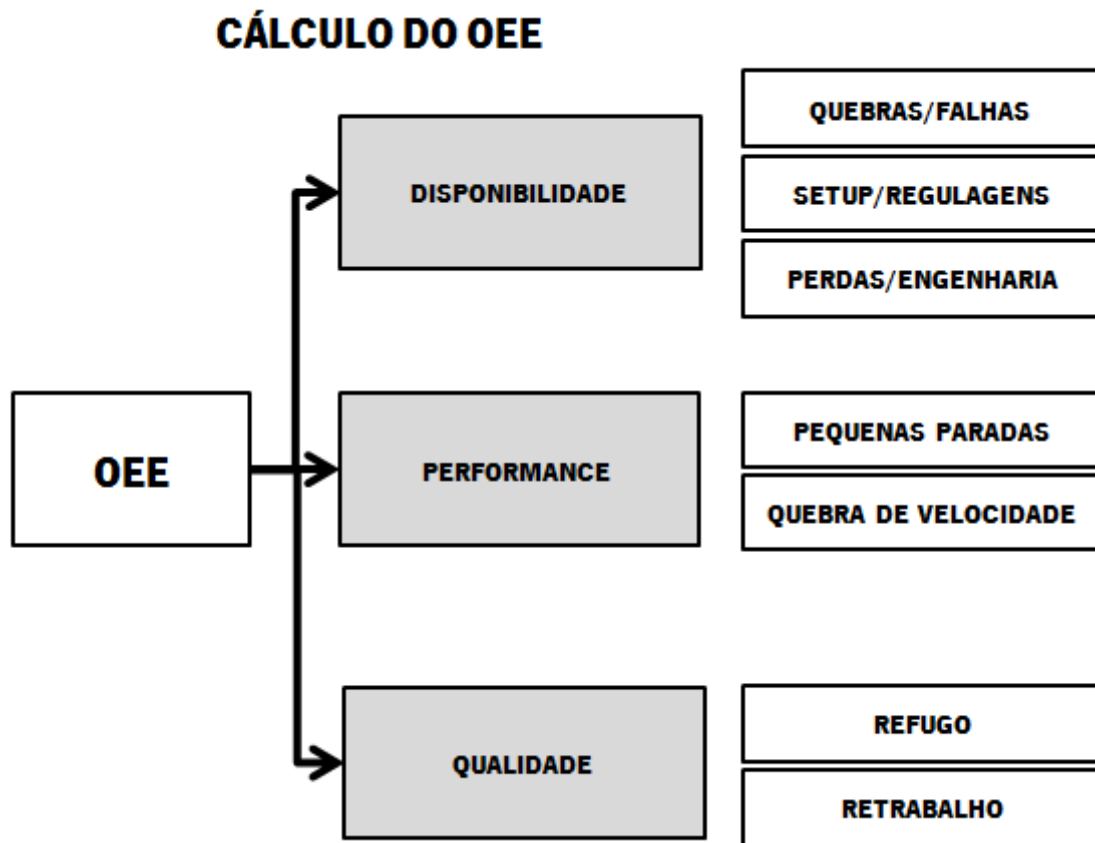 CÁLCULO DO OEE
OEE
DISPONIBILIDADE
QUEBRAS/FALHAS
SETUP/REGULAGENS
PERDAS/ENGENHARIA
PERFORMANCE
PEQUENAS PARADAS
QUEBRA DE VELOCIDADE
QUALIDADE
REFUGO
RETRABALHO